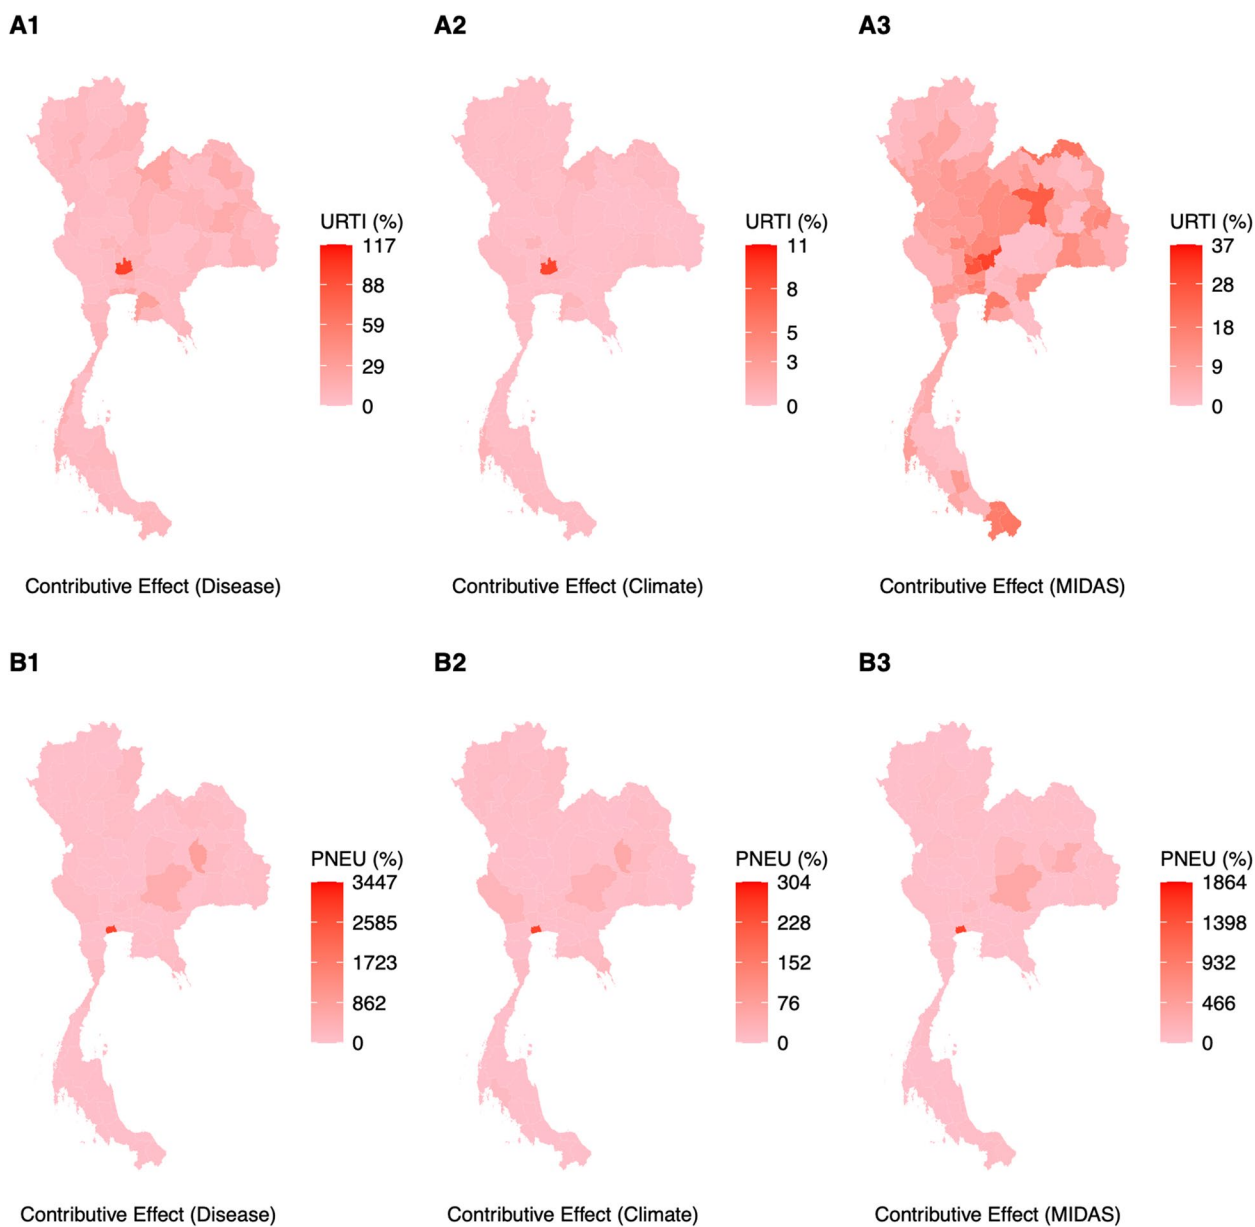 A1
A2
A3
URTI (%)
117
88
59
29
0
URTI (%)
11
8
5
3
0
URTI (%)
37
28
18
9
0
Contributive Effect (Disease)
Contributive Effect (Climate)
Contributive Effect (MIDAS)
B1
B2
B3
PNEU (%)
3447
2585
1723
862
0
PNEU (%)
304
228
152
76
0
PNEU (%)
1864
1398
932
466
0
Contributive Effect (Disease)
Contributive Effect (Climate)
Contributive Effect (MIDAS)